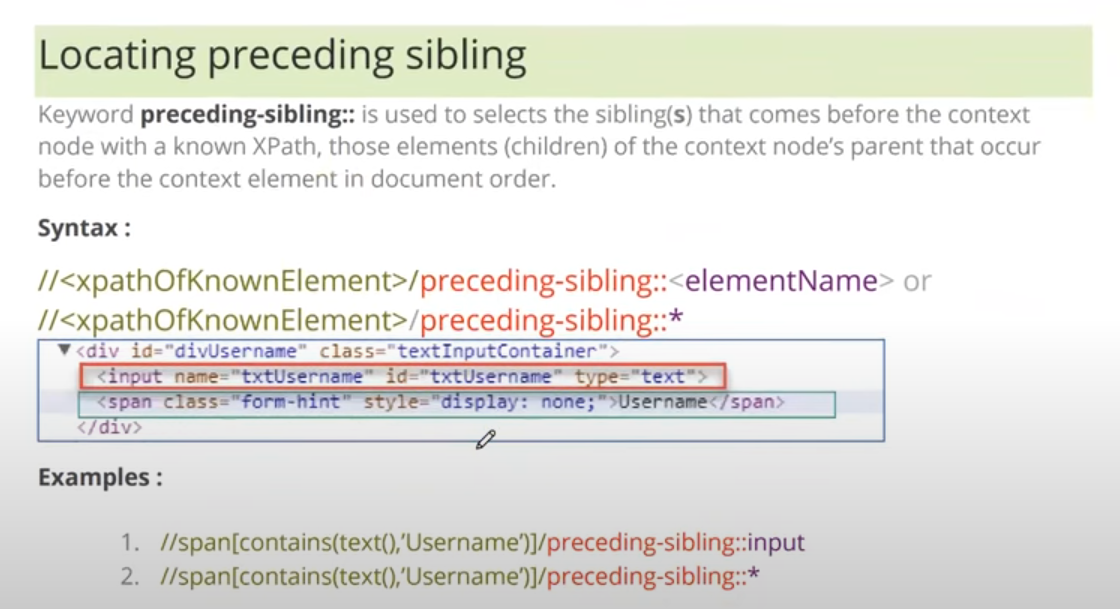 Locating preceding sibling
Keyword preceding-sibling:: is used to selects the sibling(s) that comes before the context
node with a known XPath, those elements (children) of the context node’s parent that occur
before the context element in document order.
Syntax :
//<xpathOfKnownElement>/preceding-sibling::<elementName> or
//<xpathOfKnownElement>/preceding-sibling::*
▼<div id="divUsername" class="textInputContainer">
<input name="txtUsername" id="txtUsername" type="text">
<span class="form-hint" style="display: none;">Username</span>
</div>
Examples :
1. //span[contains(text(),’Username’)]/preceding-sibling::input
2. //span[contains(text(),’Username’)]/preceding-sibling::*